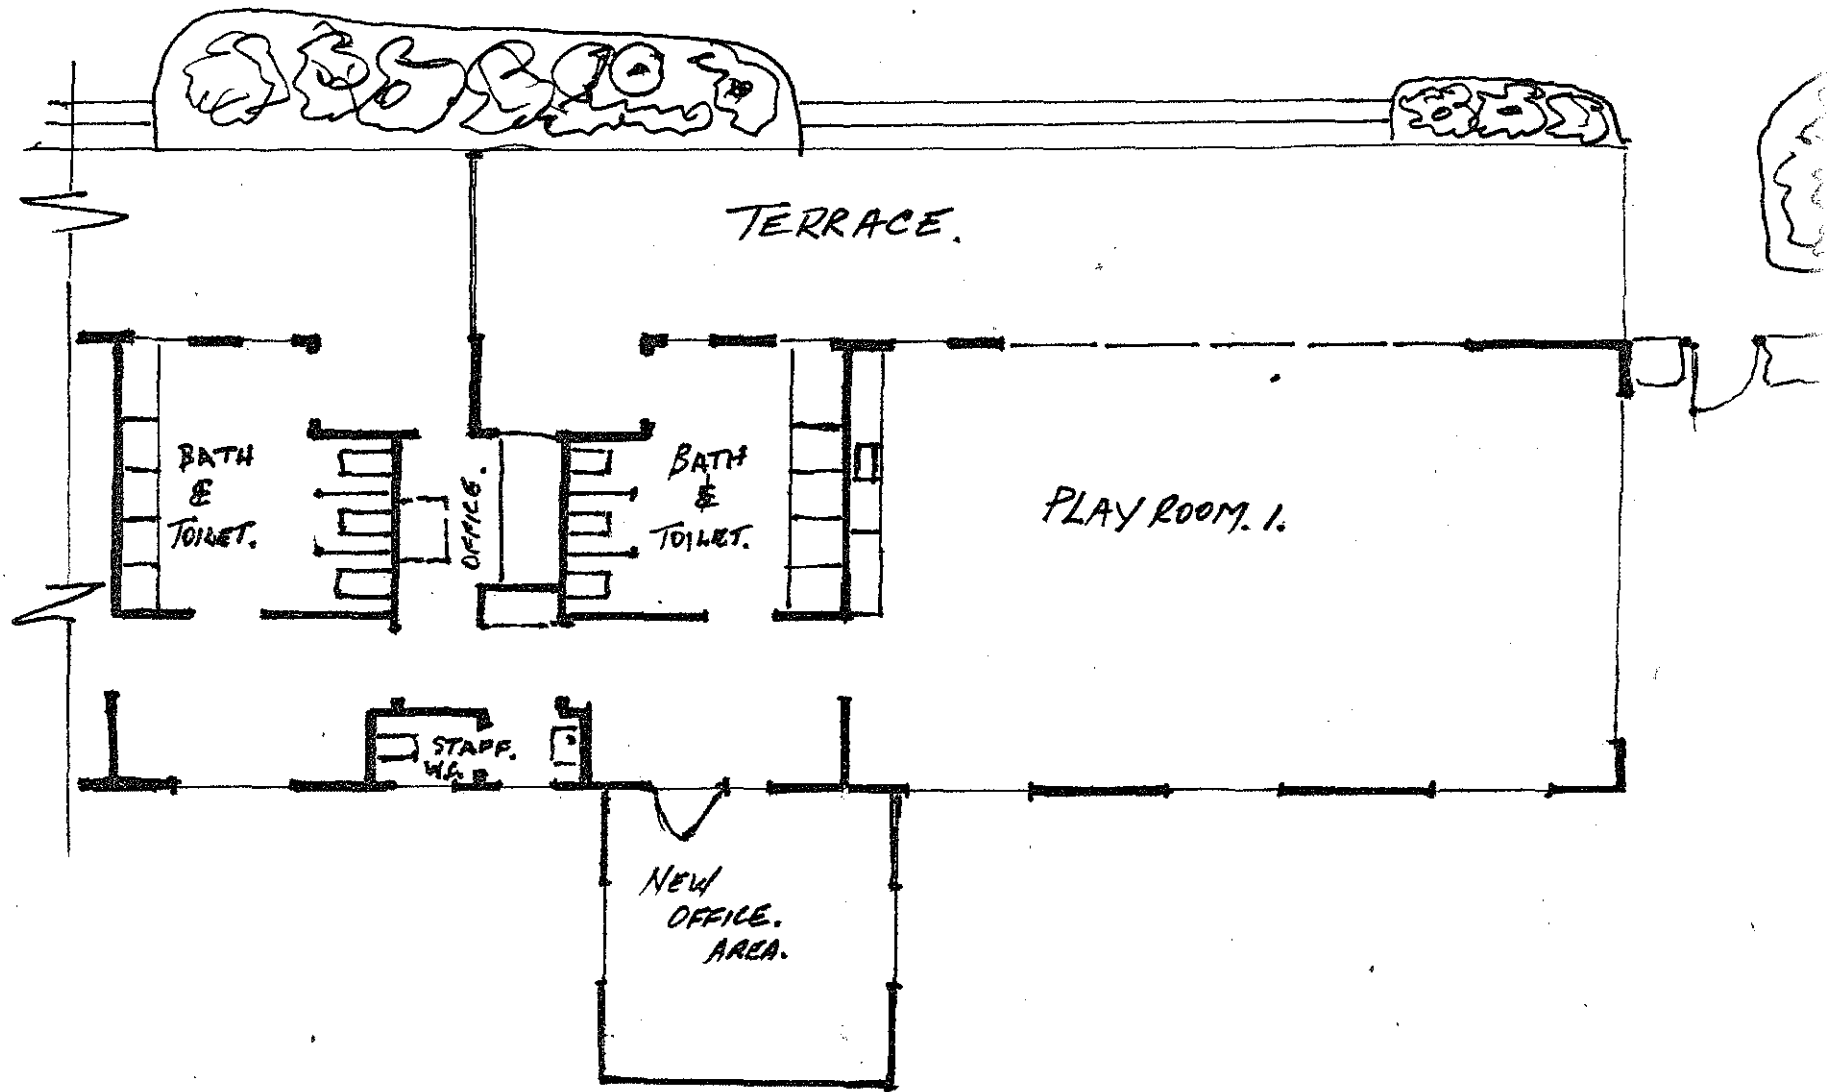 TERRACE.
BATH
&
TOILET.
OFFICE.
BATH
&
TOILET.
PLAY ROOM. 1.
STAFF.
W.C.
NEW
OFFICE.
AREA.